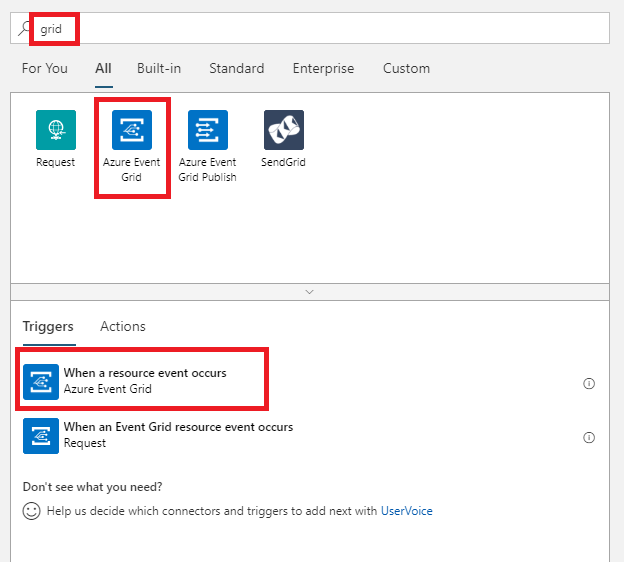 grid
For You All Built-in Standard Enterprise Custom
Request
Azure Event
Grid
Azure Event
Grid Publish
SendGrid
Triggers Actions
When a resource event occurs
Azure Event Grid
When an Event Grid resource event occurs
Request
Don't see what you need?
Help us decide which connectors and triggers to add next with UserVoice